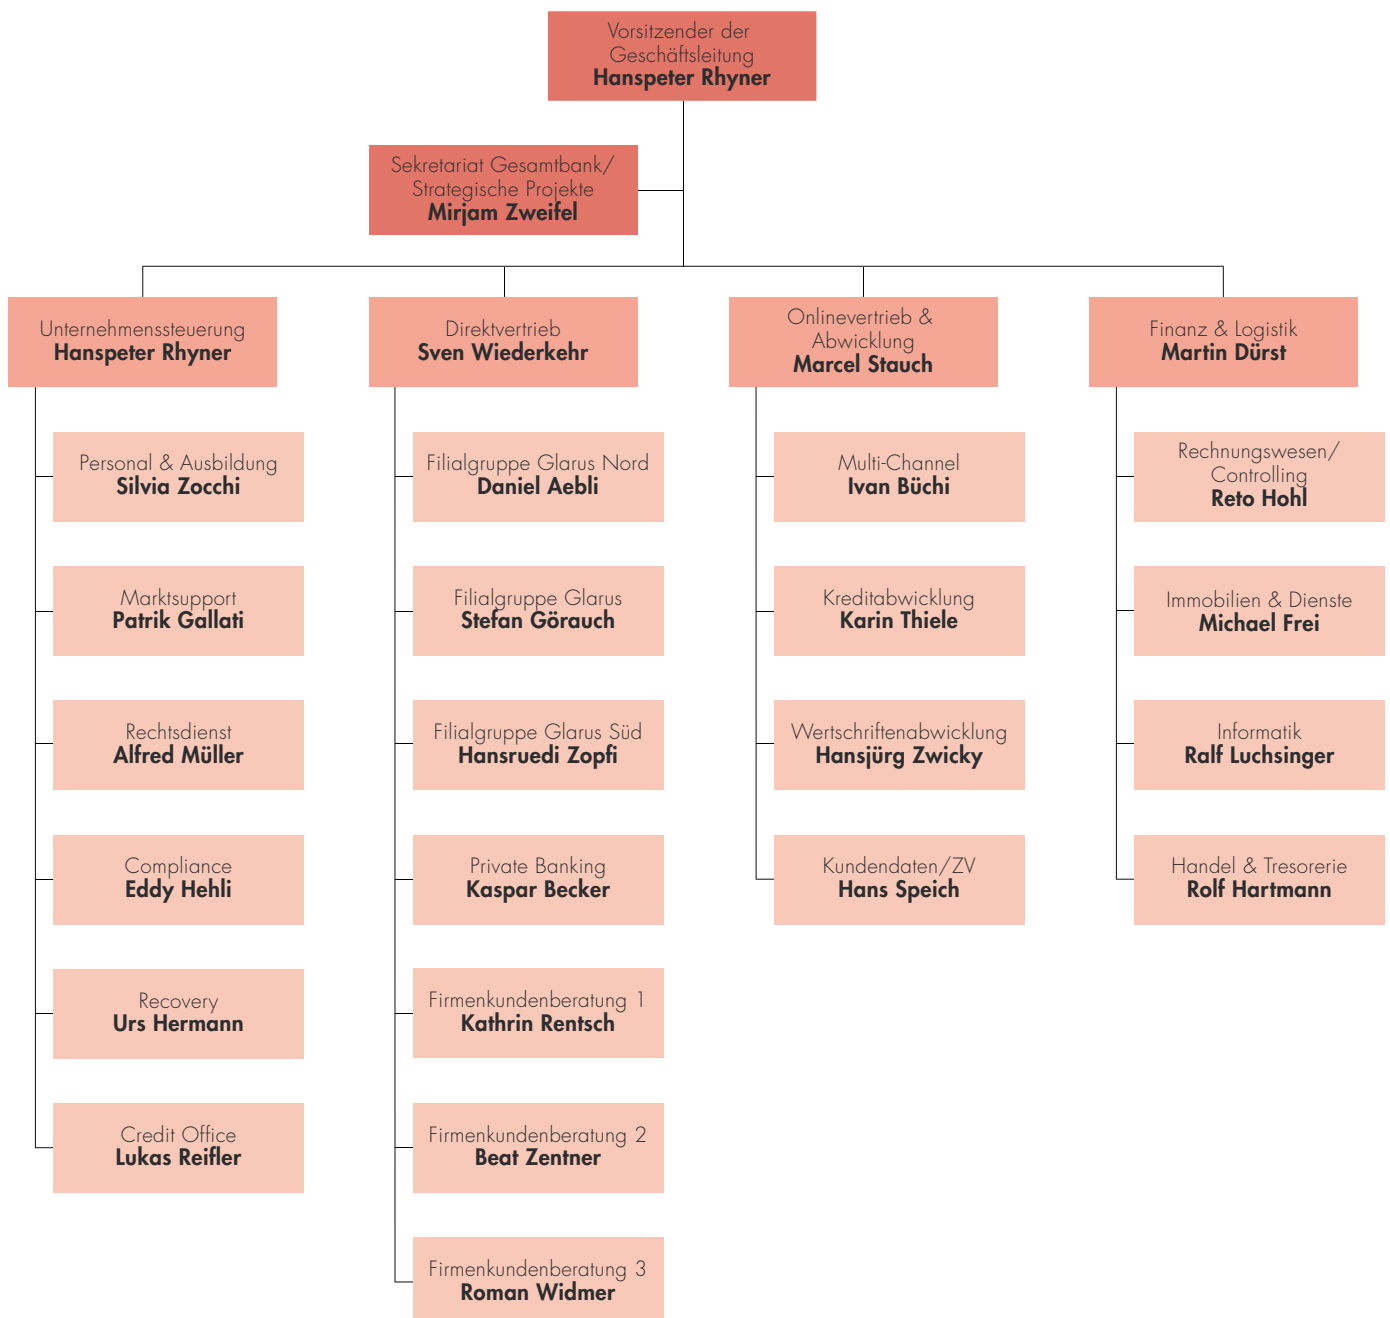 Vorsitzender der
Geschäftsleitung
Hanspeter Rhyner
Sekretariat Gesamtbank/
Strategische Projekte
Mirjam Zweifel
Unternehmenssteuerung
Hanspeter Rhyner
Personal & Ausbildung
Silvia Zocchi
Marktsupport
Patrik Gallati
Rechtsdienst
Alfred Müller
Compliance
Eddy Hehli
Recovery
Urs Hermann
Credit Office
Lukas Reifler
Direktvertrieb
Sven Wiederkehr
Filialgruppe Glarus Nord
Daniel Aebli
Filialgruppe Glarus
Stefan Görauch
Filialgruppe Glarus Süd
Hansruedi Zopfi
Private Banking
Kaspar Becker
Firmenkundenberatung 1
Kathrin Rentsch
Firmenkundenberatung 2
Beat Zentner
Firmenkundenberatung 3
Roman Widmer
Onlinevertrieb &
Abwicklung
Marcel Stauch
Multi-Channel
Ivan Büchi
Kreditabwicklung
Karin Thiele
Wertschriftenabwicklung
Hansjürg Zwicky
Kundendaten/ZV
Hans Speich
Finanz & Logistik
Martin Dürst
Rechnungswesen/
Controlling
Reto Hohl
Immobilien & Dienste
Michael Frei
Informatik
Ralf Luchsinger
Handel & Tresorerie
Rolf Hartmann